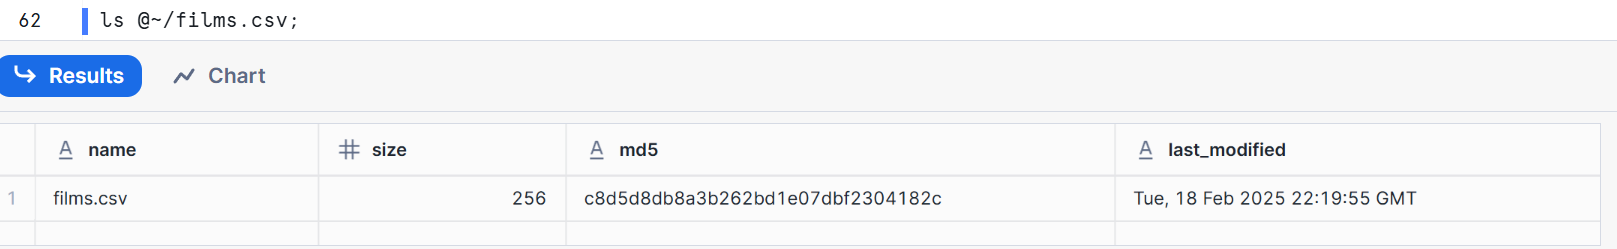 62 ls @~/films.csv;
Results Chart
A name # size A md5 A last_modified
1 films.csv 256 c8d5d8db8a3b262bd1e07dbf2304182c Tue, 18 Feb 2025 22:19:55 GMT